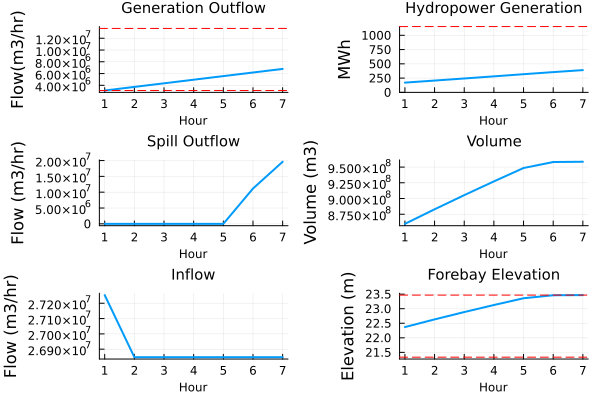 Generation Outflow
Flow(m3/hr)
1.20×10⁷
1.00×10⁷
8.00×10⁶
6.00×10⁶
4.00×10⁶
1 2 3 4 5 6 7
Hour
Hydropower Generation
MWh
1000
750
500
250
0
1 2 3 4 5 6 7
Hour
Spill Outflow
Flow (m3/hr)
2.00×10⁷
1.50×10⁷
1.00×10⁷
5.00×10⁶
0
1 2 3 4 5 6 7
Hour
Volume
Volume (m3)
9.500×10⁸
9.250×10⁸
9.000×10⁸
8.750×10⁸
1 2 3 4 5 6 7
Hour
Inflow
Flow (m3/hr)
2.720×10⁷
2.710×10⁷
2.700×10⁷
2.690×10⁷
1 2 3 4 5 6 7
Hour
Forebay Elevation
Elevation (m)
23.5
23.0
22.5
22.0
21.5
1 2 3 4 5 6 7
Hour